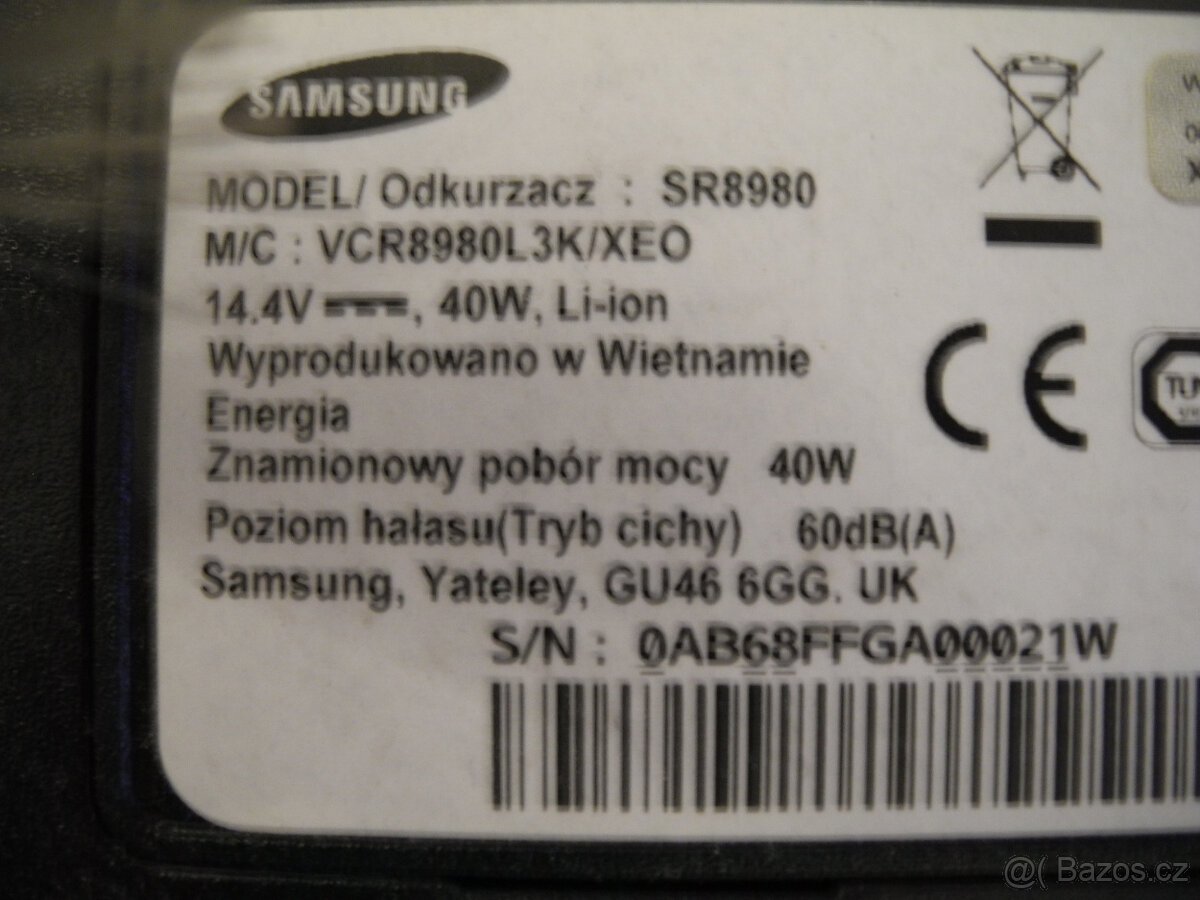 SAMSUNG
MODEL/ Odkurzacz : SR8980
M/C : VCR8980L3K/XEO
14.4V, 40W, Li-ion
Wyprodukowano w Wietnamie
Energia
Znamionowy pobór mocy 40W
Poziom hałasu(Tryb cichy) 60dB(A)
Samsung, Yateley, GU46 6GG. UK
S/N : 0AB68FFGA00021W
CE
@( Bazos.cz